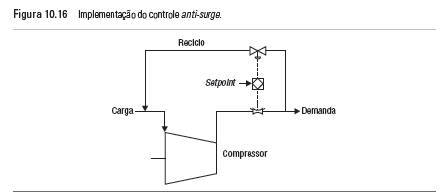 Figura 10.16 Implementação do controle anti-surge.
Reciclo
Setpoint
Carga
Demanda
Compressor